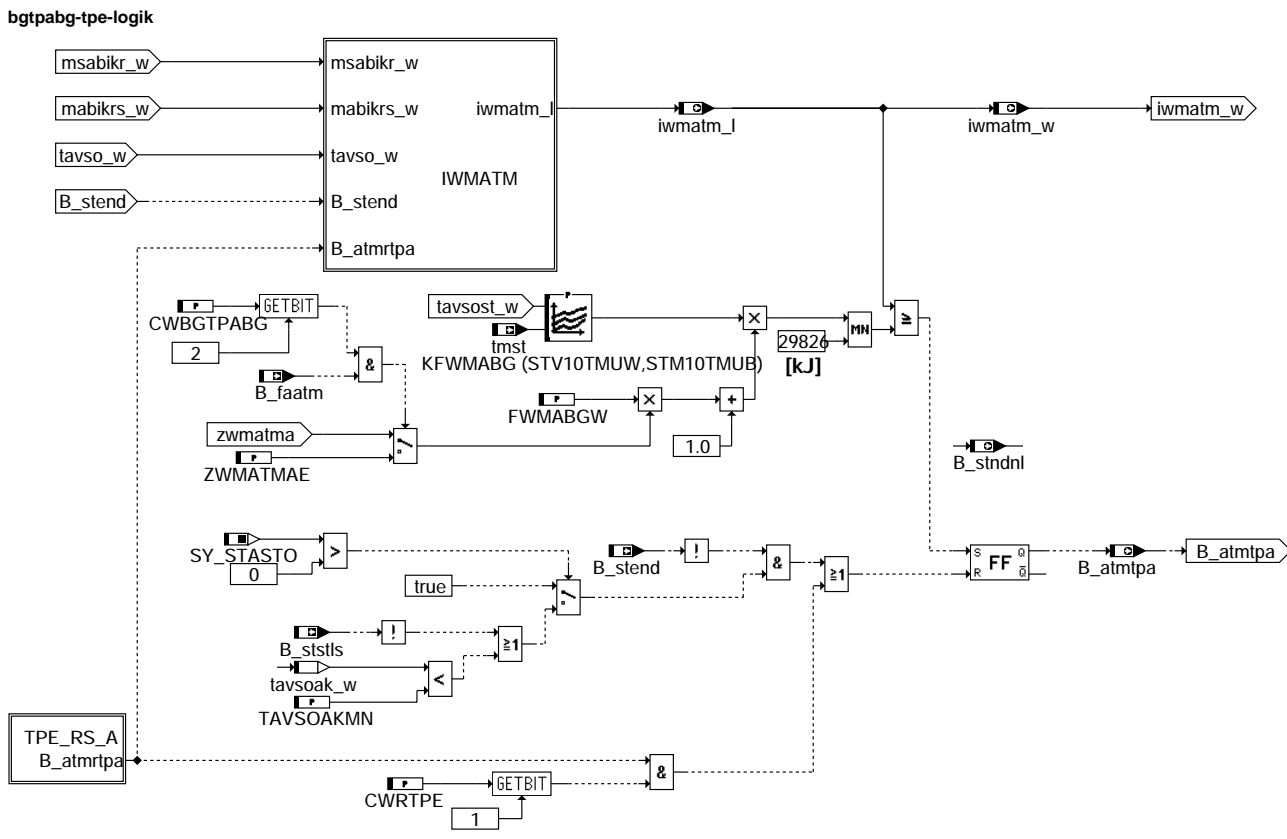 bgtpabg-tpe-logik
msabikr_w
msabikr_w
mabikrs_w
mabikrs_w
iwmatm_l
iwmatm_l
iwmatm_w
iwmatm_w
tavso_w
tavso_w
IWMATM
B_stend
B_stend
B_atmrtpa
P
GETBIT
CWBGTPABG
2
tavsost_w
P
tmst
KFWMABG (STV10TMUW,STM10TMUB)
×
29826
[kJ]
MN
≥
&
B_faatm
P
FWMABGW
×
+
1.0
zwmatma
P
ZWMATMAE
B_stndnl
SY_STASTO
>
0
true
B_stend
!
&
≧1
S Q
R Q̅
FF
B_atmtpa
B_atmtpa
B_ststls
!
≧1
tavsoak_w
<
P
TAVSOAKMN
TPE_RS_A
B_atmrtpa
&
P
GETBIT
CWRTPE
1